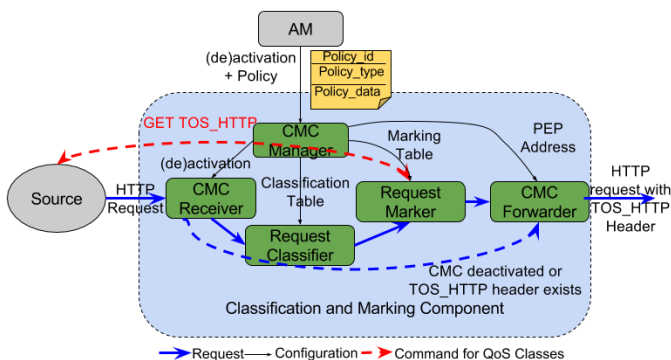 AM
(de)activation
+ Policy
Policy_id
Policy_type
Policy_data
GET TOS_HTTP
CMC
Manager
Marking
Table
PEP
Address
(de)activation
Classification
Table
Source
HTTP
Request
CMC
Receiver
Request
Marker
CMC
Forwarder
HTTP
request with
TOS_HTTP
Header
Request
Classifier
CMC deactivated or
TOS_HTTP header exists
Classification and Marking Component
Request
Configuration
Command for QoS Classes